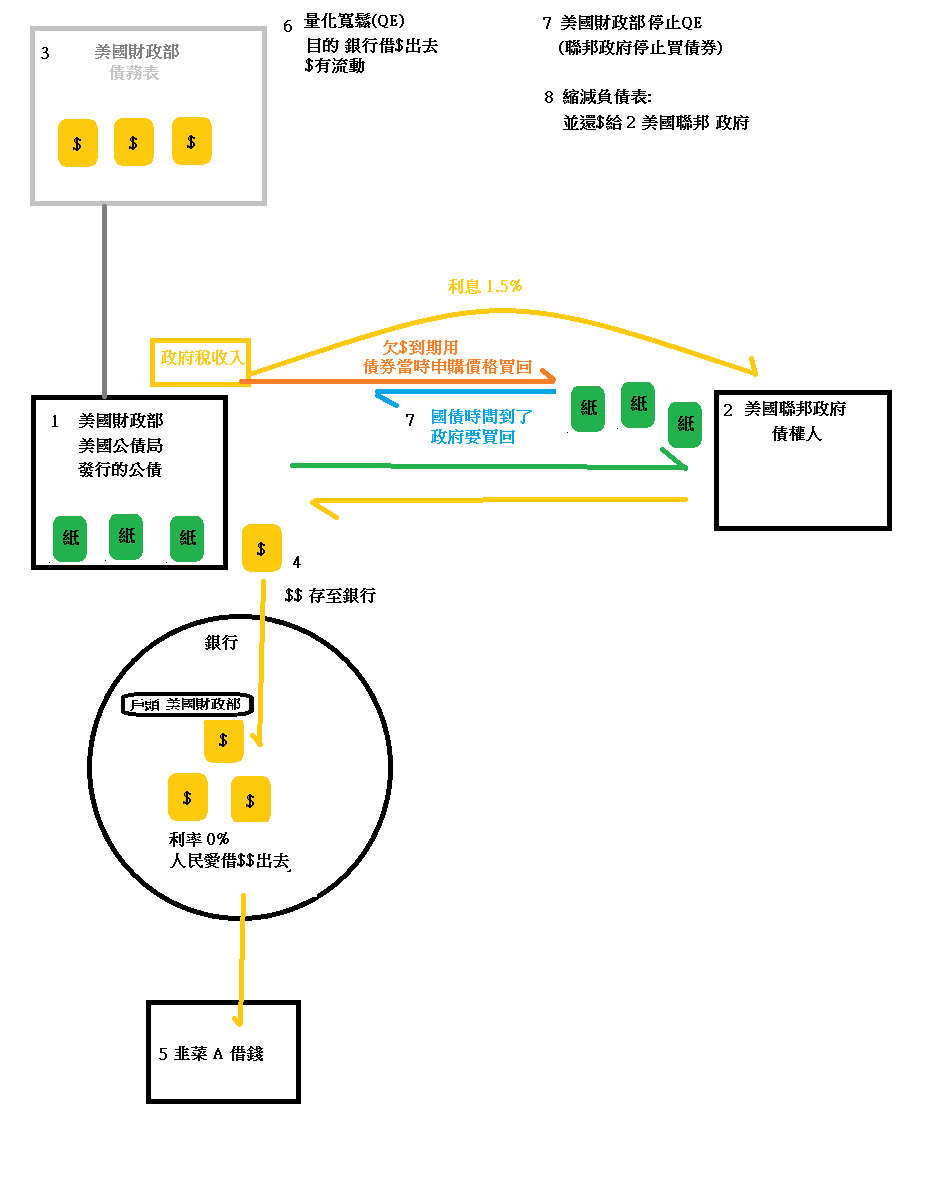 3
美國財政部
債務表
$ $ $
6 量化寬鬆(QE)
目的 銀行借$出去
$有流動
7 美國財政部停止QE
(聯邦政府停止買債券)
8 縮減負債表:
並還$給 2 美國聯邦 政府
利息 1.5%
政府稅收入
欠$到期用
債券當時申購價格買回
7 國債時間到了
政府要買回
紙 紙 紙
1 美國財政部
美國公債局
發行的公債
紙 紙 紙
2 美國聯邦政府
債權人
$
4
$$ 存至銀行
銀行
戶頭 美國財政部
$
$ $
利率 0%
人民愛借$$出去
5 韭菜 A 借錢